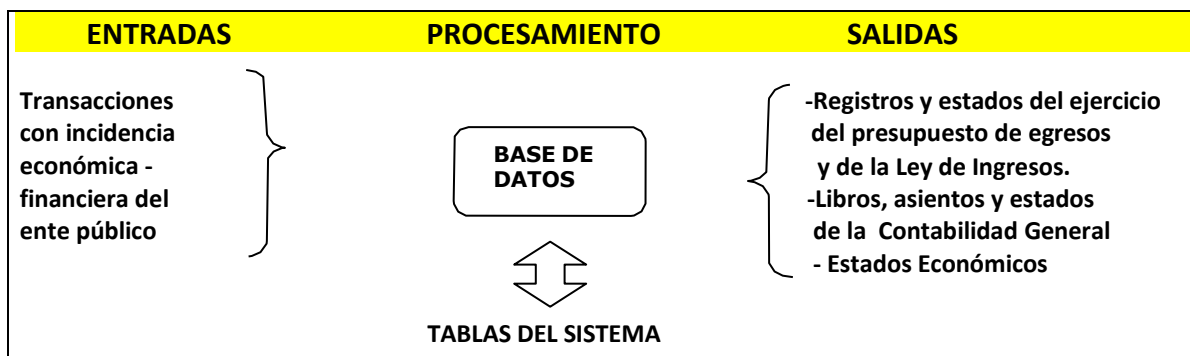 ENTRADAS PROCESAMIENTO SALIDAS
Transacciones
con incidencia
económica -
financiera del
ente público
BASE DE
DATOS
TABLAS DEL SISTEMA
-Registros y estados del ejercicio
del presupuesto de egresos
y de la Ley de Ingresos.
-Libros, asientos y estados
de la Contabilidad General
- Estados Económicos